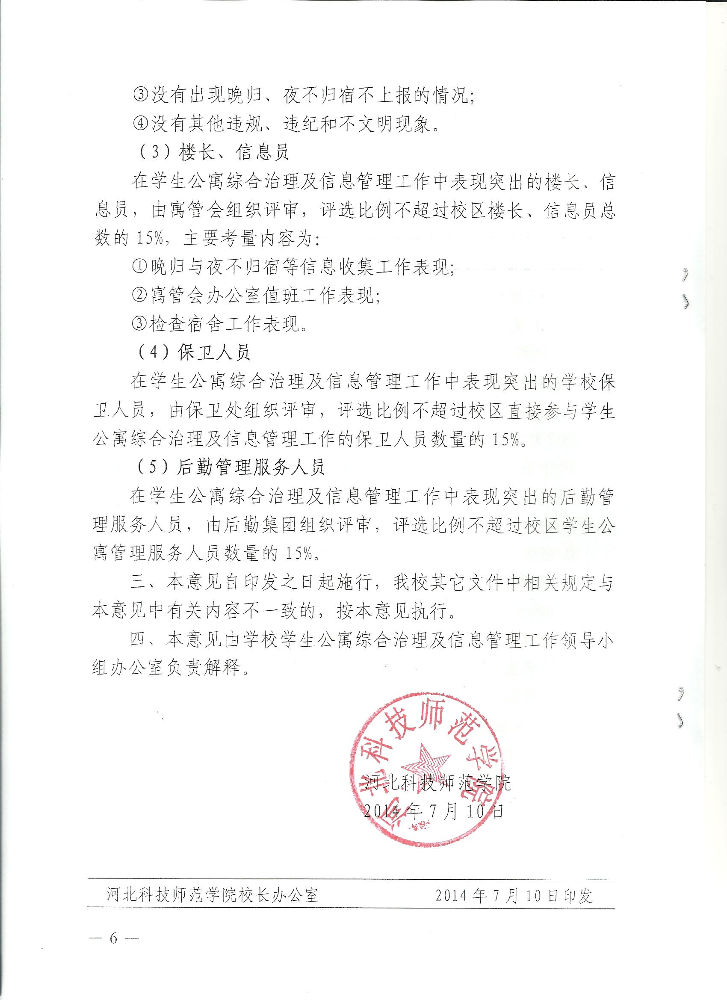 ③没有出现晚归、夜不归宿不上报的情况;
④没有其他违规、违纪和不文明现象。
（3）楼长、信息员
在学生公寓综合治理及信息管理工作中表现突出的楼长、信
息员，由寓管会组织评审，评选比例不超过校区楼长、信息员总
数的 15%，主要考量内容为：
①晚归与夜不归宿等信息收集工作表现;
②寓管会办公室值班工作表现;
③检查宿舍工作表现。
（4）保卫人员
在学生公寓综合治理及信息管理工作中表现突出的学校保
卫人员，由保卫处组织评审，评选比例不超过校区直接参与学生
公寓综合治理及信息管理工作的保卫人员数量的 15%。
（5）后勤管理服务人员
在学生公寓综合治理及信息管理工作中表现突出的后勤管
理服务人员，由后勤集团组织评审，评选比例不超过校区学生公
寓管理服务人员数量的 15%。
三、本意见自印发之日起施行，我校其它文件中相关规定与
本意见中有关内容不一致的，按本意见执行。
四、本意见由学校学生公寓综合治理及信息管理工作领导小
组办公室负责解释。
河北科技师范学院
河北科技师范学院
2014 年 7 月 10 日
河北科技师范学院校长办公室 2014 年 7 月 10 日印发
— 6 —